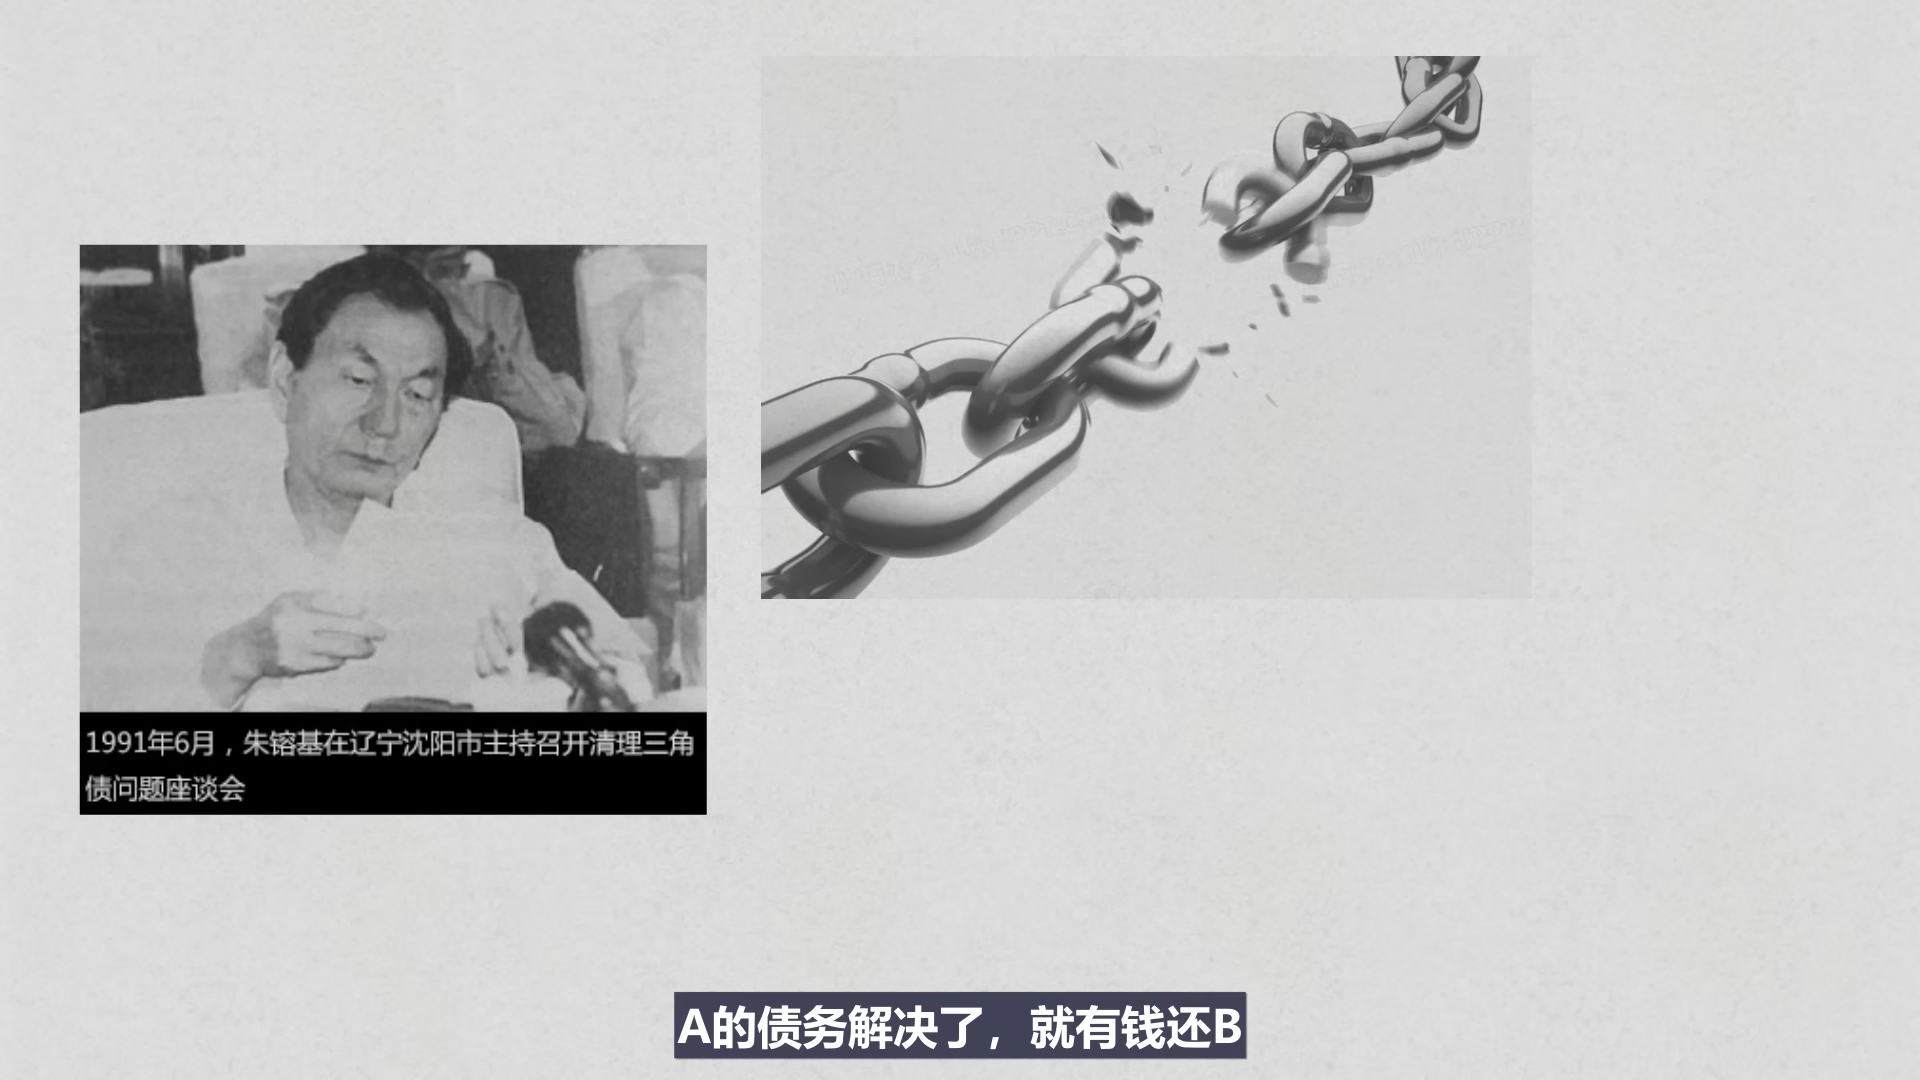 1991年6月，朱镕基在辽宁沈阳市主持召开清理三角
债问题座谈会
A的债务解决了，就有钱还B